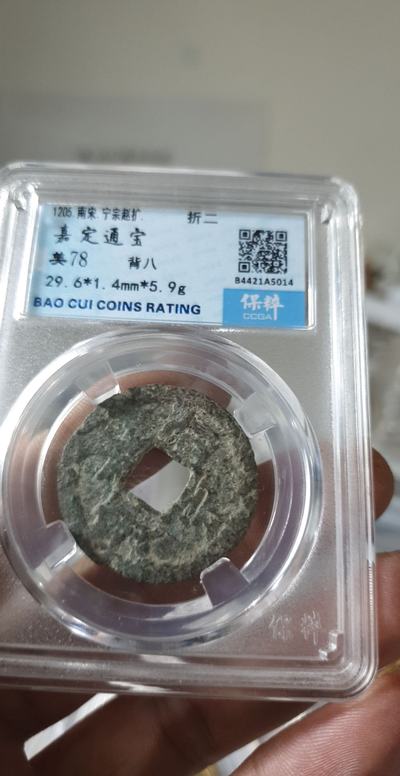 1205.南宋.宁宗赵扩. 折二
嘉定通宝
美78 背八
29.6*1.4mm*5.9g
B4421A5014
BAO CUI COINS RATING
保粹
CCGA
保粹